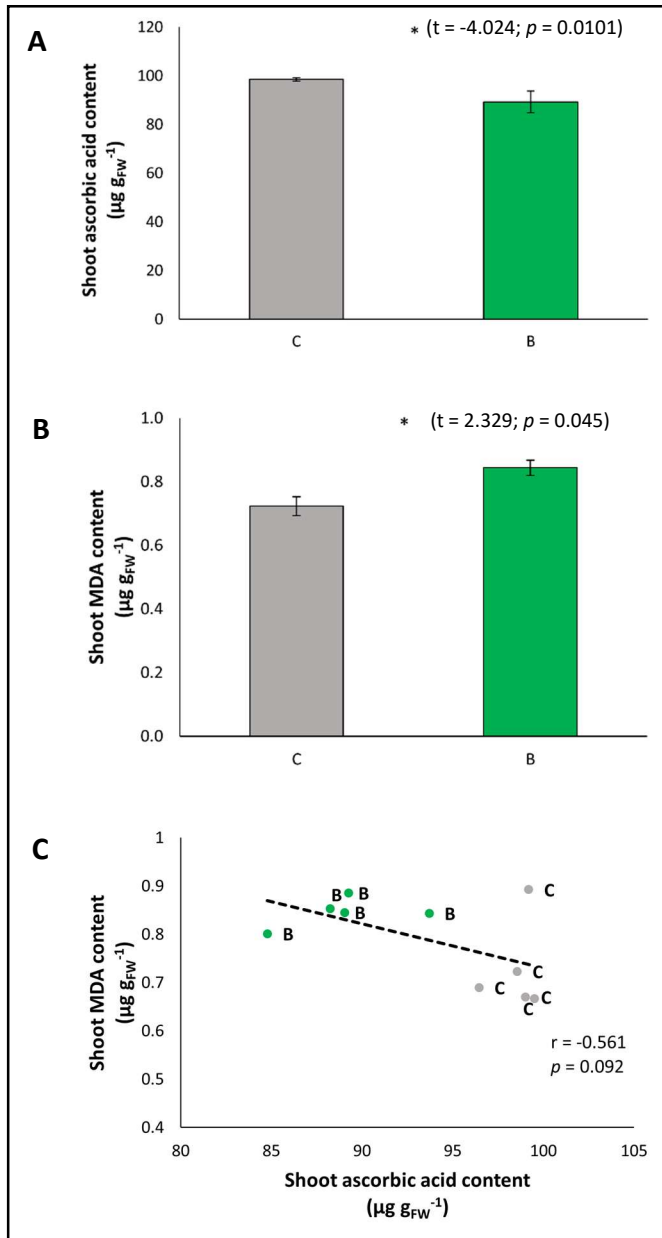 A
* (t = -4.024; p = 0.0101)
Shoot ascorbic acid content
(µg gFW⁻¹)
120
100
80
60
40
20
0
C
B
B
* (t = 2.329; p = 0.045)
Shoot MDA content
(µg gFW⁻¹)
1.0
0.8
0.6
0.4
0.2
0.0
C
B
C
Shoot MDA content
(µg gFW⁻¹)
1
0.9
0.8
0.7
0.6
0.5
0.4
B
B
B
B
B
C
C
C
C
C
r = -0.561
p = 0.092
80
85
90
95
100
105
Shoot ascorbic acid content
(µg gFW⁻¹)